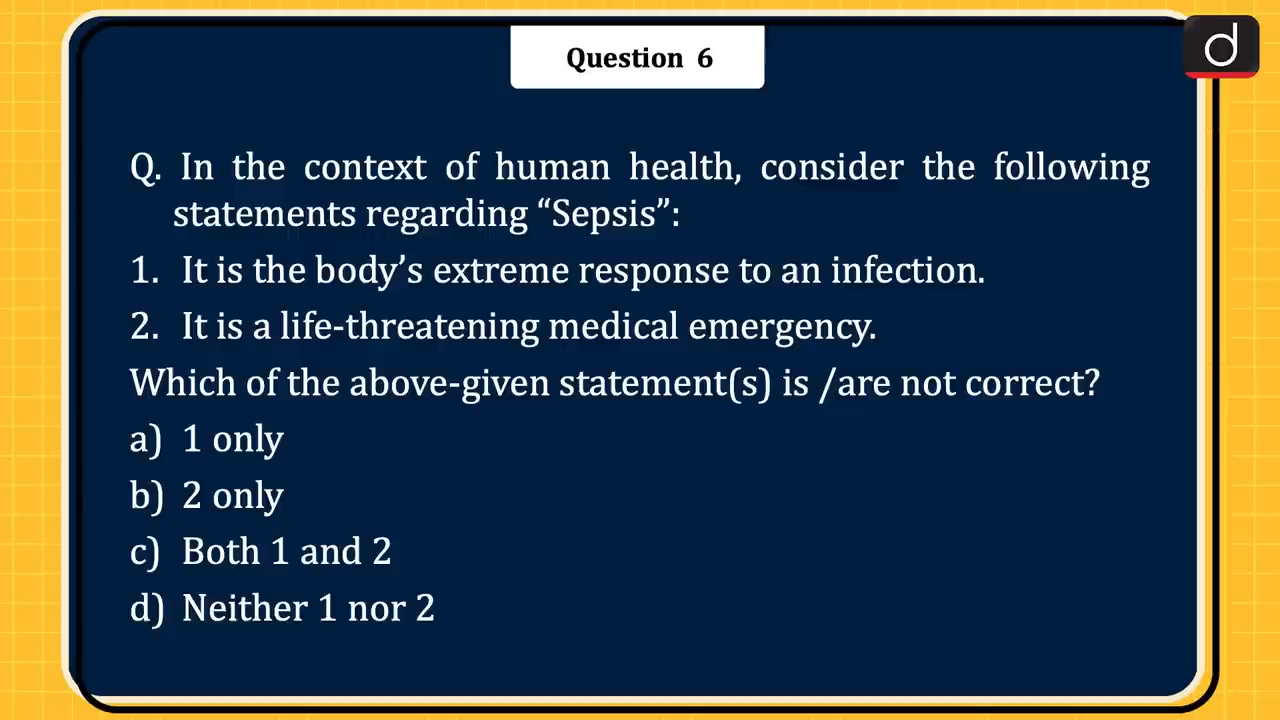 Question 6
d
Q. In the context of human health, consider the following
statements regarding “Sepsis”:
1. It is the body’s extreme response to an infection.
2. It is a life-threatening medical emergency.
Which of the above-given statement(s) is /are not correct?
a) 1 only
b) 2 only
c) Both 1 and 2
d) Neither 1 nor 2